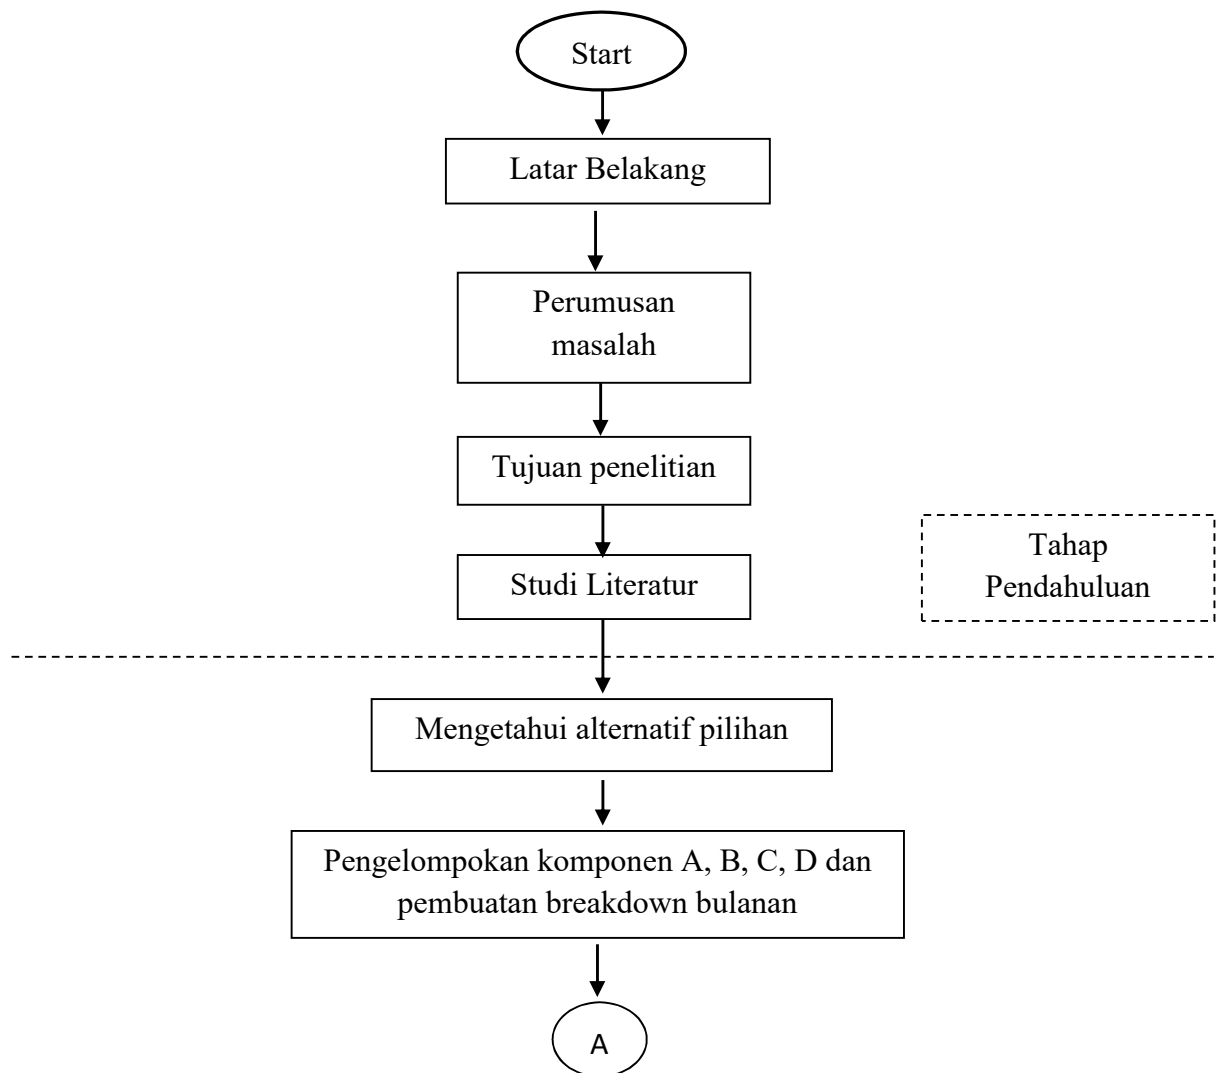 Start
Latar Belakang
Perumusan
masalah
Tujuan penelitian
Studi Literatur
Tahap
Pendahuluan
Mengetahui alternatif pilihan
Pengelompokan komponen A, B, C, D dan
pembuatan breakdown bulanan
A